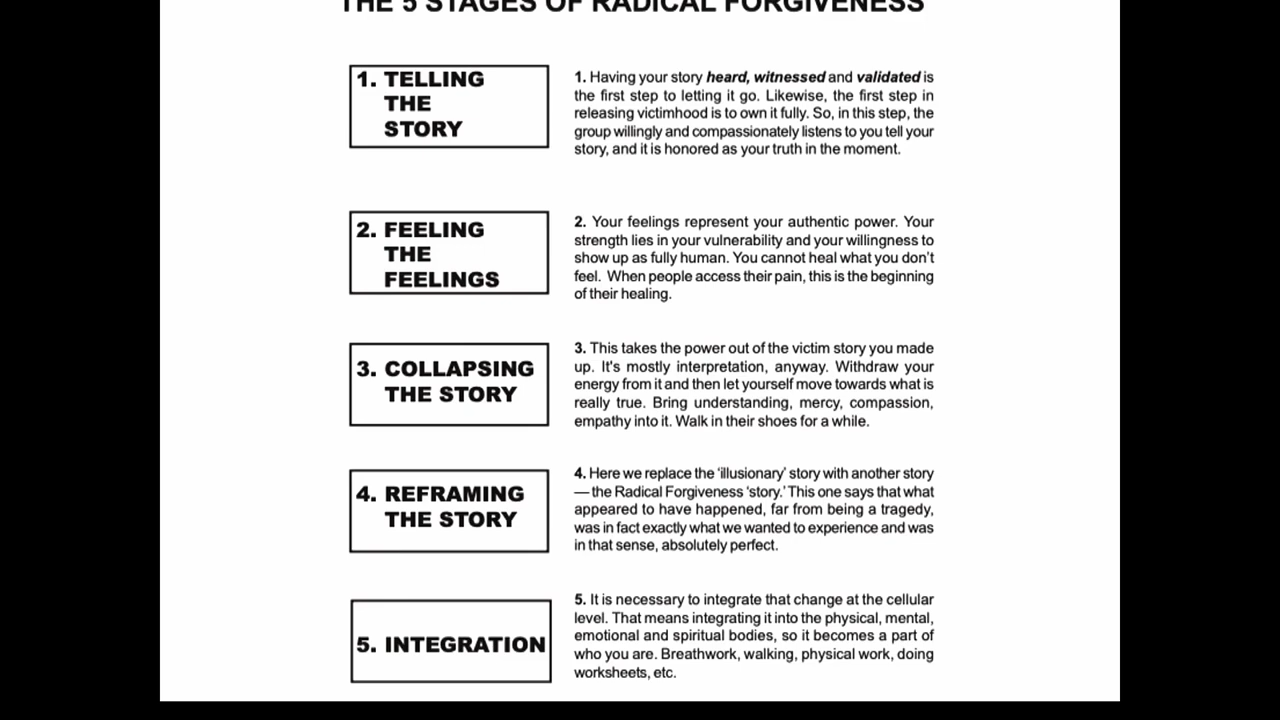 THE 5 STAGES OF RADICAL FORGIVENESS
1. TELLING
THE
STORY
1. Having your story heard, witnessed and validated is
the first step to letting it go. Likewise, the first step in
releasing victimhood is to own it fully. So, in this step, the
group willingly and compassionately listens to you tell your
story, and it is honored as your truth in the moment.
2. FEELING
THE
FEELINGS
2. Your feelings represent your authentic power. Your
strength lies in your vulnerability and your willingness to
show up as fully human. You cannot heal what you don't
feel. When people access their pain, this is the beginning
of their healing.
3. COLLAPSING
THE STORY
3. This takes the power out of the victim story you made
up. It's mostly interpretation, anyway. Withdraw your
energy from it and then let yourself move towards what is
really true. Bring understanding, mercy, compassion,
empathy into it. Walk in their shoes for a while.
4. REFRAMING
THE STORY
4. Here we replace the ‘illusionary’ story with another story
— the Radical Forgiveness ‘story.’ This one says that what
appeared to have happened, far from being a tragedy,
was in fact exactly what we wanted to experience and was
in that sense, absolutely perfect.
5. INTEGRATION
5. It is necessary to integrate that change at the cellular
level. That means integrating it into the physical, mental,
emotional and spiritual bodies, so it becomes a part of
who you are. Breathwork, walking, physical work, doing
worksheets, etc.